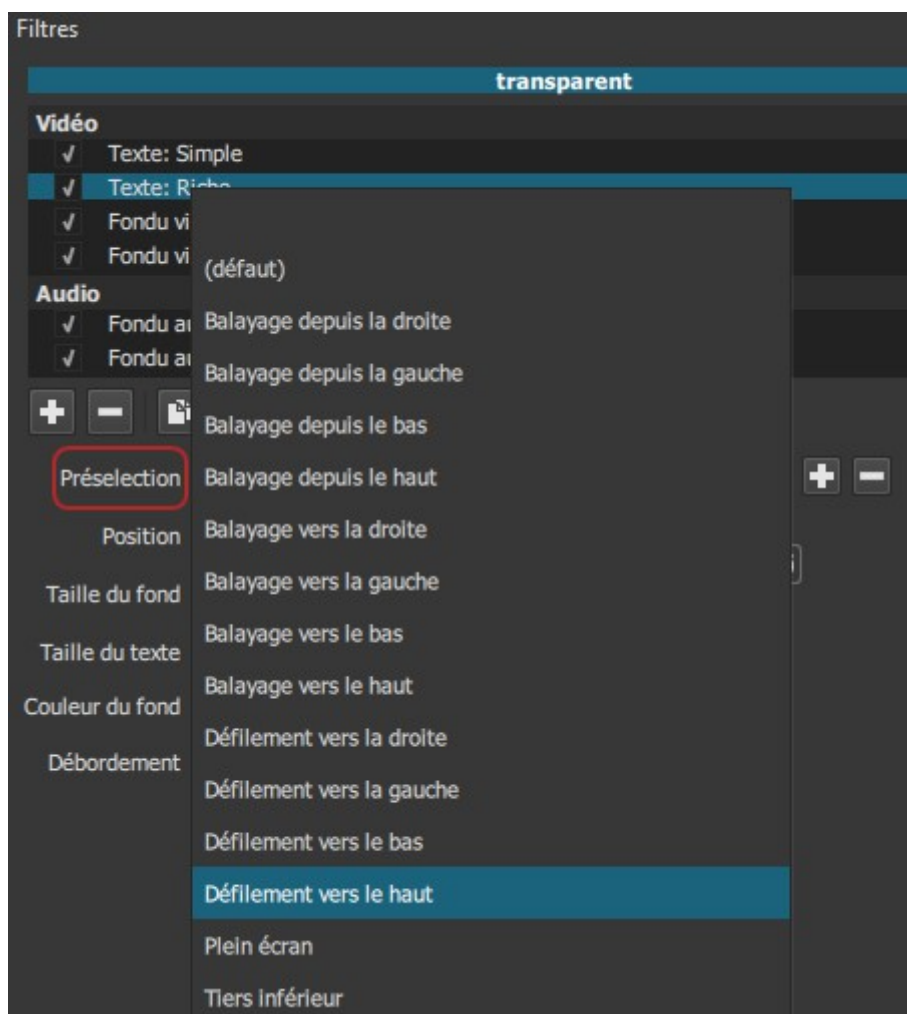 Filtres
transparent
Vidéo
Texte: Simple
Texte: Riche
Fondu vi
Fondu vi
Audio
Fondu au
Fondu au
Préselection
Position
Taille du fond
Taille du texte
Couleur du fond
Débordement
(défaut)
Balayage depuis la droite
Balayage depuis la gauche
Balayage depuis le bas
Balayage depuis le haut
Balayage vers la droite
Balayage vers la gauche
Balayage vers le bas
Balayage vers le haut
Défilement vers la droite
Défilement vers la gauche
Défilement vers le bas
Défilement vers le haut
Plein écran
Tiers inférieur